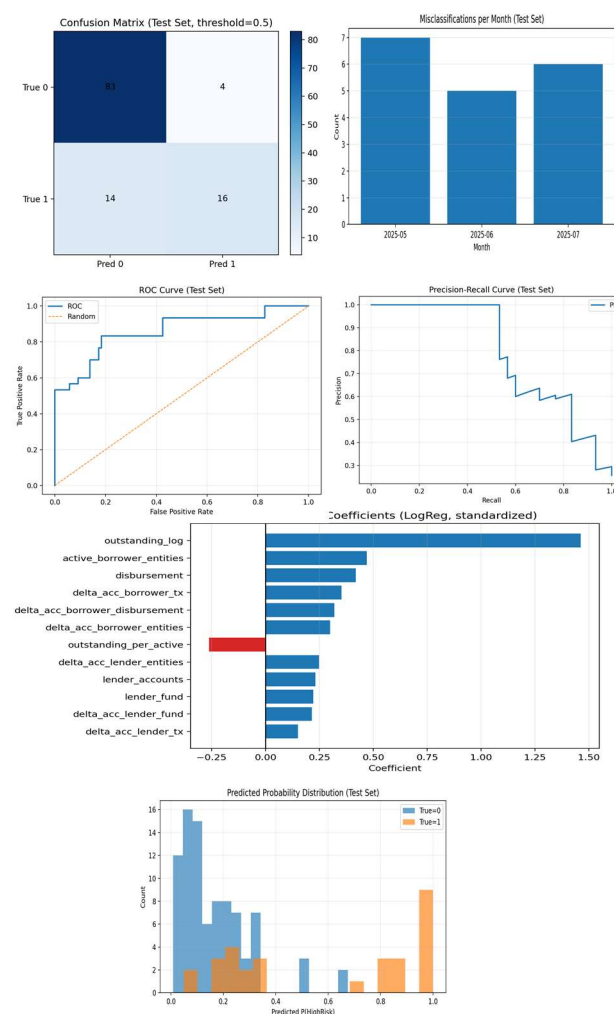 Confusion Matrix (Test Set, threshold=0.5)
True 0
True 1
83
4
14
16
Pred 0
Pred 1
80
70
60
50
40
30
20
10
Misclassifications per Month (Test Set)
Count
7
6
5
4
3
2
1
0
2025-05
2025-06
2025-07
Month
ROC Curve (Test Set)
ROC
Random
True Positive Rate
1.0
0.8
0.6
0.4
0.2
0.0
0.0
0.2
0.4
0.6
0.8
1.0
False Positive Rate
Precision-Recall Curve (Test Set)
Precision
1.0
0.9
0.8
0.7
0.6
0.5
0.4
0.3
0.0
0.2
0.4
0.6
0.8
1.0
Recall
Coefficients (LogReg, standardized)
outstanding_log
active_borrower_entities
disbursement
delta_acc_borrower_tx
delta_acc_borrower_disbursement
delta_acc_borrower_entities
outstanding_per_active
delta_acc_lender_entities
lender_accounts
lender_fund
delta_acc_lender_fund
delta_acc_lender_tx
−0.25
0.00
0.25
0.50
0.75
1.00
1.25
1.50
Coefficient
Predicted Probability Distribution (Test Set)
True=0
True=1
Count
16
14
12
10
8
6
4
2
0
0.0
0.2
0.4
0.6
0.8
1.0
Predicted P(HighRisk)